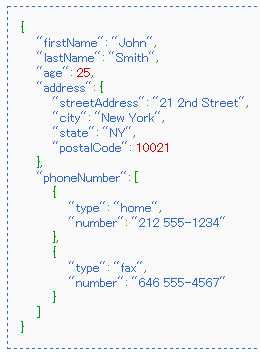 {
"firstName": "John",
"lastName": "Smith",
"age": 25,
"address": {
"streetAddress": "21 2nd Street",
"city": "New York",
"state": "NY",
"postalCode": 10021
},
"phoneNumber": [
{
"type": "home",
"number": "212 555-1234"
},
{
"type": "fax",
"number": "646 555-4567"
}
]
}